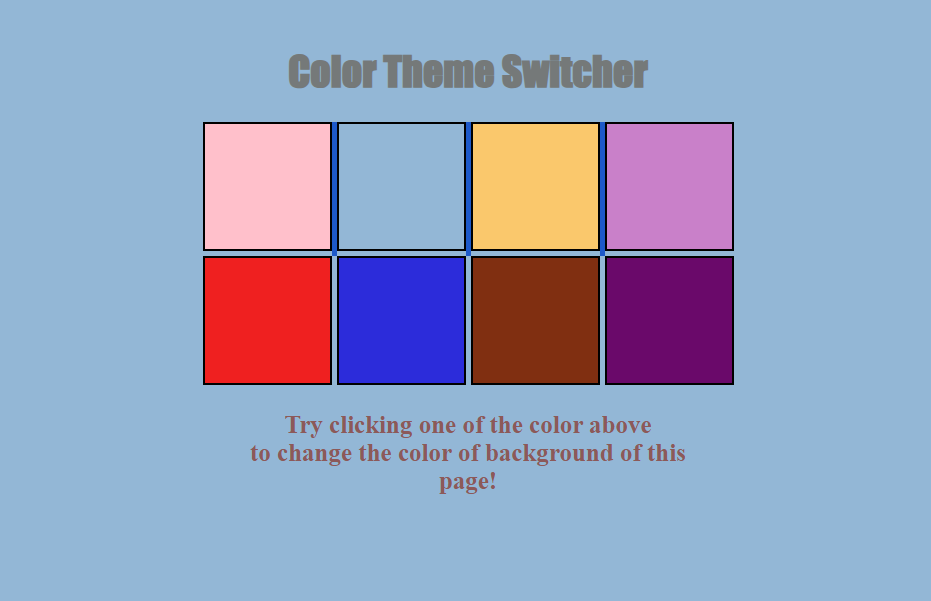 Color Theme Switcher
Try clicking one of the color above
to change the color of background of this
page!